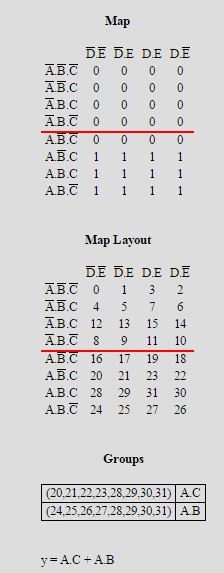 Map
D̅.E̅ D̅.E D.E D.E̅
A̅.B̅.C̅ 0 0 0 0
A̅.B̅.C 0 0 0 0
A̅.B.C 0 0 0 0
A̅.B.C̅ 0 0 0 0
A.B̅.C̅ 0 0 0 0
A.B̅.C 1 1 1 1
A.B.C 1 1 1 1
A.B.C̅ 1 1 1 1
Map Layout
D̅.E̅ D̅.E D.E D.E̅
A̅.B̅.C̅ 0 1 3 2
A̅.B̅.C 4 5 7 6
A̅.B.C 12 13 15 14
A̅.B.C̅ 8 9 11 10
A.B̅.C̅ 16 17 19 18
A.B̅.C 20 21 23 22
A.B.C 28 29 31 30
A.B.C̅ 24 25 27 26
Groups
(20,21,22,23,28,29,30,31) A.C
(24,25,26,27,28,29,30,31) A.B
y = A.C + A.B